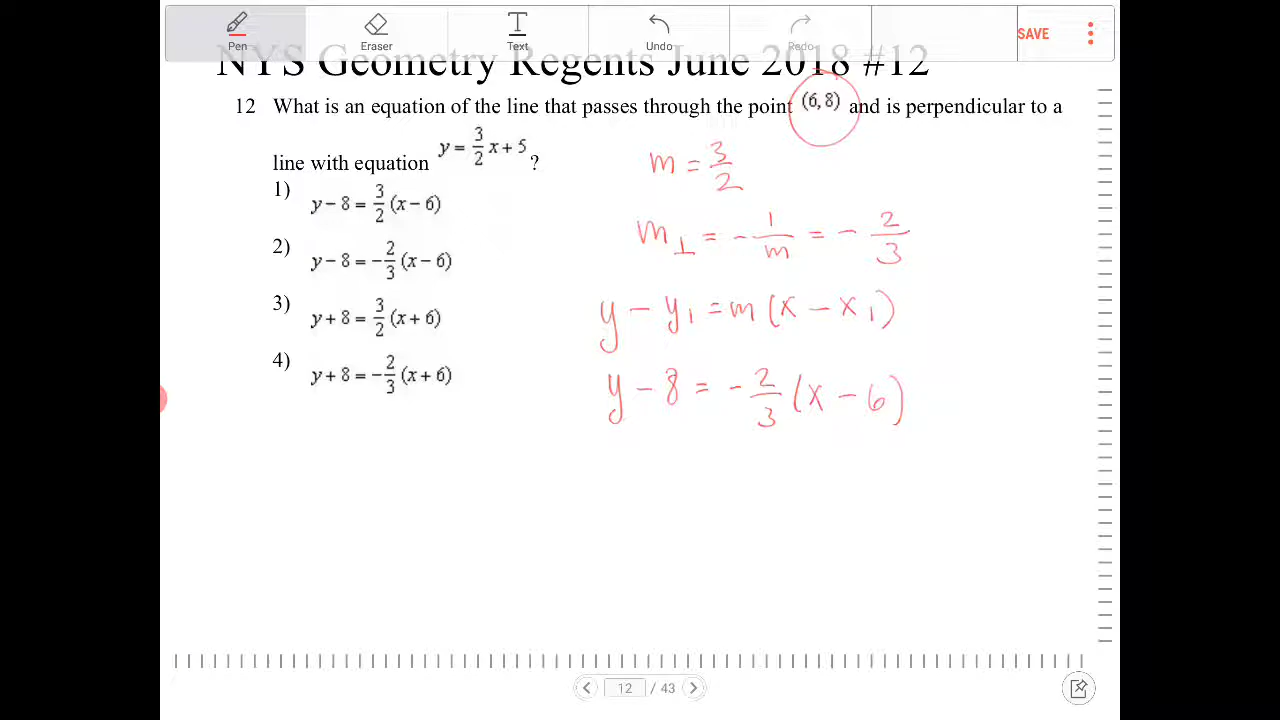 Pen Eraser Text Undo Redo SAVE
NYS Geometry Regents June 2018 #12
12 What is an equation of the line that passes through the point (6,8) and is perpendicular to a
line with equation y = 3/2 x + 5 ?
1) y − 8 = 3/2 (x − 6)
2) y − 8 = −2/3 (x − 6)
3) y + 8 = 3/2 (x + 6)
4) y + 8 = −2/3 (x + 6)
m = 3/2
m⊥ = − 1/m = − 2/3
y − y₁ = m (x − x₁)
y − 8 = − 2/3 (x − 6)
12 / 43